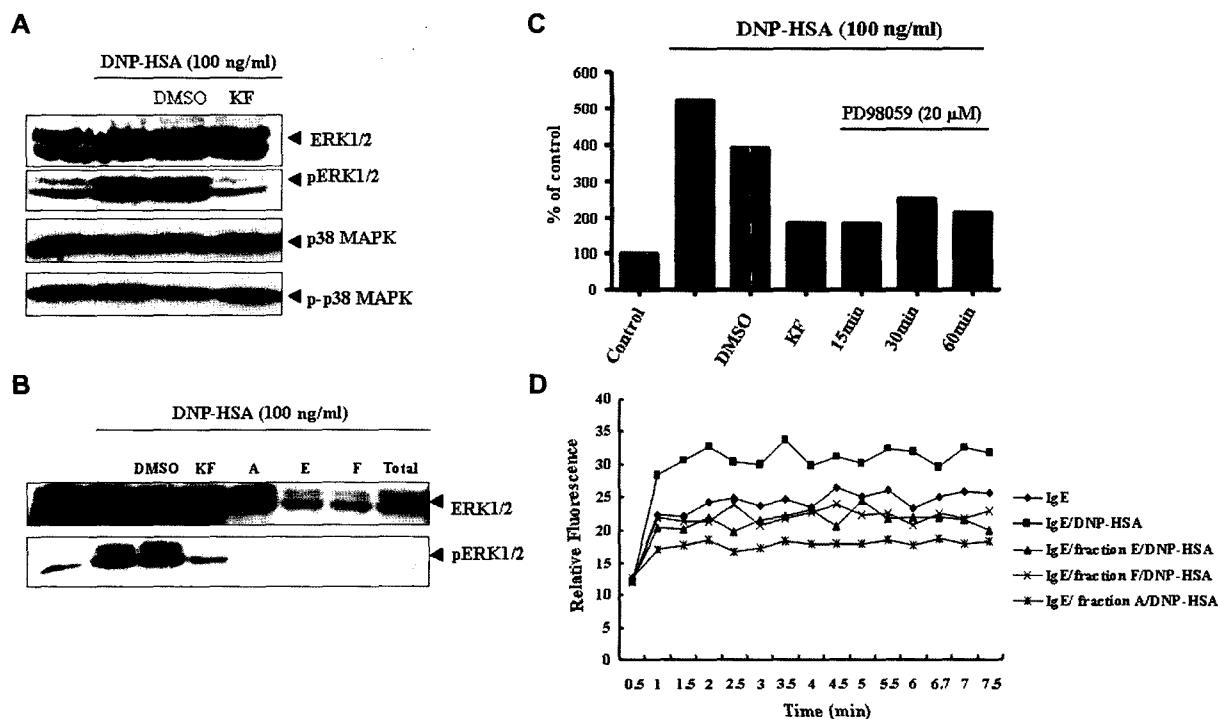 A
DNP-HSA (100 ng/ml)
DMSO KF
ERK1/2
pERK1/2
p38 MAPK
p-p38 MAPK
B
DNP-HSA (100 ng/ml)
DMSO KF A E F Total
ERK1/2
pERK1/2
C
DNP-HSA (100 ng/ml)
PD98059 (20 µM)
% of control
600
500
400
300
200
100
0
Control
DMSO
KF
15min
30min
60min
D
Relative Fluorescence
40
35
30
25
20
15
10
5
0
0.5 1 1.5 2 2.5 3 3.5 4 4.5 5 5.5 6 6.7 7 7.5
Time (min)
IgE
IgE/DNP-HSA
IgE/fraction E/DNP-HSA
IgE/fraction F/DNP-HSA
IgE/ fraction A/DNP-HSA